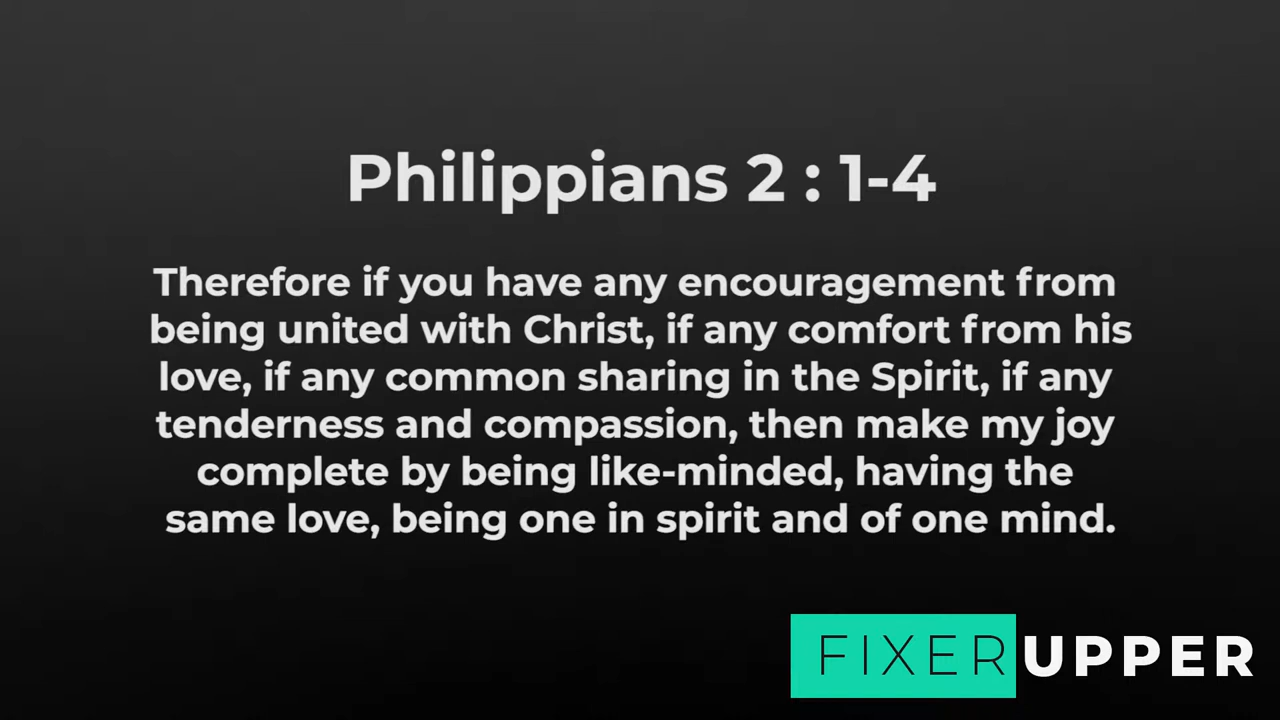 Philippians 2 : 1-4
Therefore if you have any encouragement from
being united with Christ, if any comfort from his
love, if any common sharing in the Spirit, if any
tenderness and compassion, then make my joy
complete by being like-minded, having the
same love, being one in spirit and of one mind.
FIXER UPPER